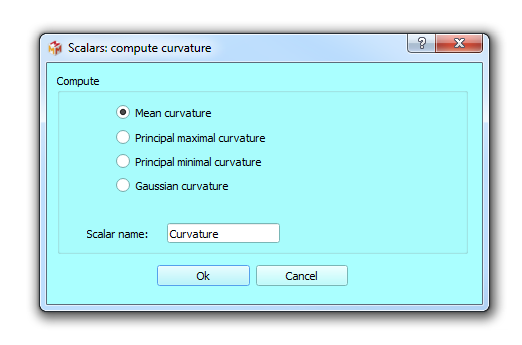 Scalars: compute curvature
Compute
Mean curvature
Principal maximal curvature
Principal minimal curvature
Gaussian curvature
Scalar name: Curvature
Ok Cancel